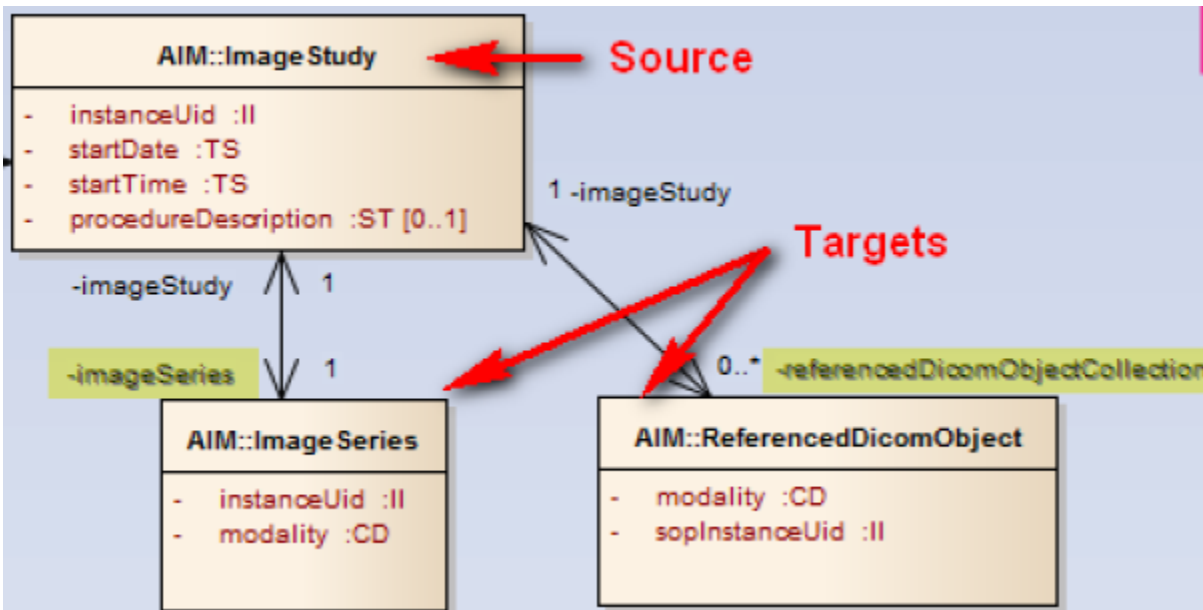 AIM::ImageStudy
Source
- instanceUid :II
- startDate :TS
- startTime :TS
- procedureDescription :ST [0..1]
1 -imageStudy
Targets
-imageStudy 1
-imageSeries 1
0..* -referencedDicomObjectCollection
AIM::ImageSeries
- instanceUid :II
- modality :CD
AIM::ReferencedDicomObject
- modality :CD
- sopInstanceUid :II